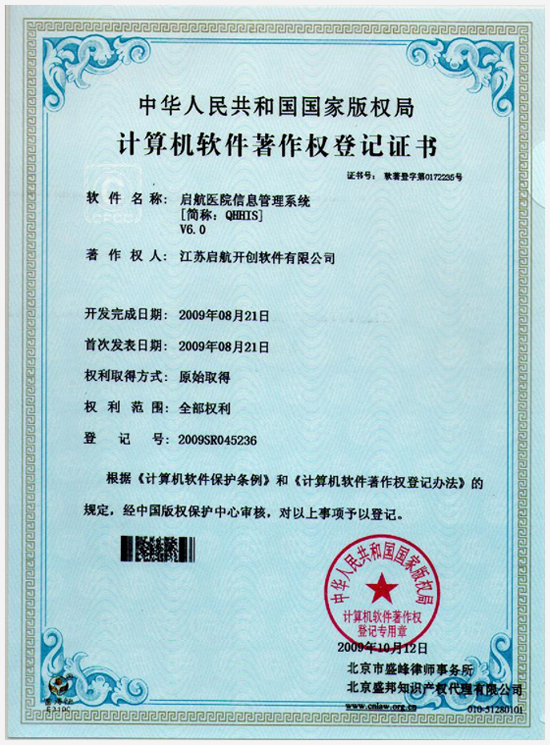 中华人民共和国国家版权局
计算机软件著作权登记证书
证书号： 软著登字第0172235号
CPCC
软件名称： 启航医院信息管理系统
[简称：QHHIS]
V6.0
著作权人： 江苏启航开创软件有限公司
开发完成日期： 2009年08月21日
首次发表日期： 2009年08月21日
权利取得方式： 原始取得
权利范围： 全部权利
登记号： 2009SR045236
根据《计算机软件保护条例》和《计算机软件著作权登记办法》的
规定，经中国版权保护中心审核，对以上事项予以登记。
中华人民共和国国家版权局
计算机软件著作权
登记专用章
2009年10月12日
北京市盛峰律师事务所
北京盛邦知识产权代理有限公司
www.cnlaw.org.cn 010-51280101